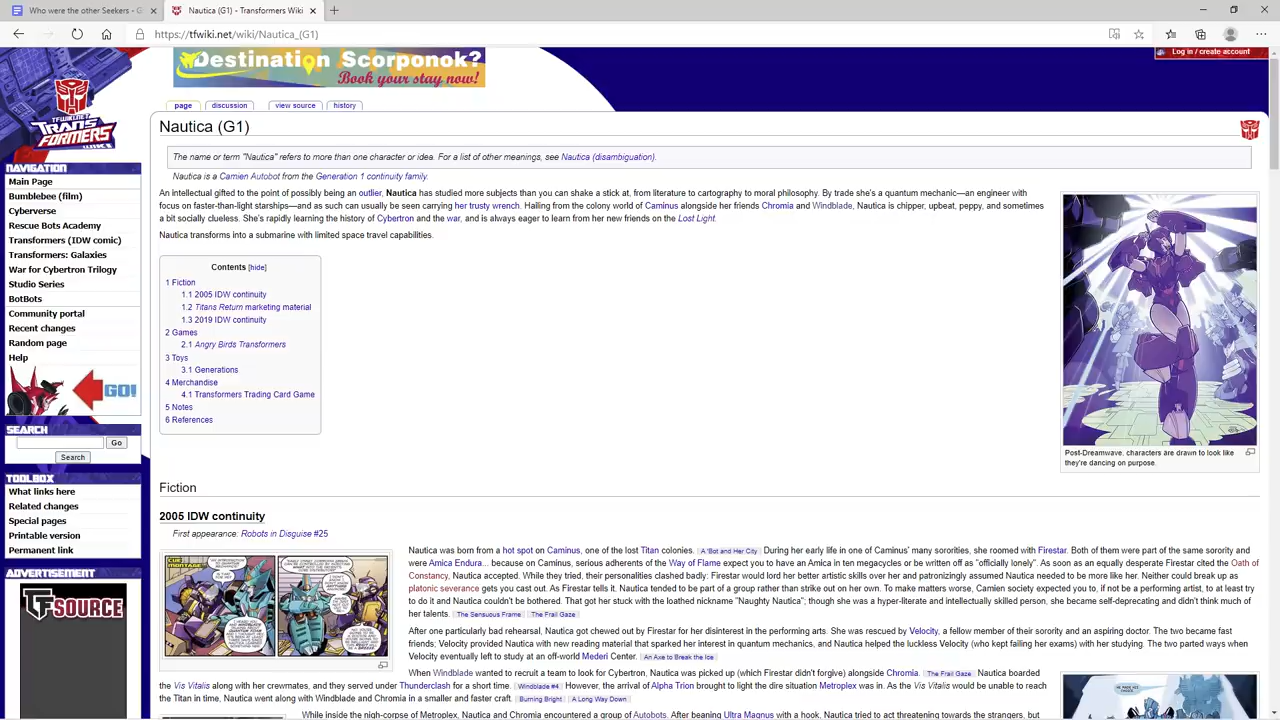 Who were the other Seekers - G
Nautica (G1) - Transformers Wiki
https://tfwiki.net/wiki/Nautica_(G1)
Destination Scorponok?
Book your stay now!
Log in / create account
TFWIKI.NET
TRANSFORMERS
WIKI
page
discussion
view source
history
Nautica (G1)
The name or term "Nautica" refers to more than one character or idea. For a list of other meanings, see Nautica (disambiguation).
Nautica is a Camien Autobot from the Generation 1 continuity family.
An intellectual gifted to the point of possibly being an outlier, Nautica has studied more subjects than you can shake a stick at, from literature to cartography to moral philosophy. By trade she's a quantum mechanic—an engineer with
focus on faster-than-light starships—and as such can usually be seen carrying her trusty wrench. Hailing from the colony world of Caminus alongside her friends Chromia and Windblade, Nautica is chipper, upbeat, peppy, and sometimes
a bit socially clueless. She's rapidly learning the history of Cybertron and the war, and is always eager to learn from her new friends on the Lost Light.
Nautica transforms into a submarine with limited space travel capabilities.
NAVIGATION
Main Page
Bumblebee (film)
Cyberverse
Rescue Bots Academy
Transformers (IDW comic)
Transformers: Galaxies
War for Cybertron Trilogy
Studio Series
BotBots
Community portal
Recent changes
Random page
Help
GO!
SEARCH
Go
Search
TOOLBOX
What links here
Related changes
Special pages
Printable version
Permanent link
ADVERTISEMENT
TFSOURCE
Contents [hide]
1 Fiction
1.1 2005 IDW continuity
1.2 Titans Return marketing material
1.3 2019 IDW continuity
2 Games
2.1 Angry Birds Transformers
3 Toys
3.1 Generations
4 Merchandise
4.1 Transformers Trading Card Game
5 Notes
6 References
Post-Dreamwave, characters are drawn to look like
they're dancing on purpose.
Fiction
2005 IDW continuity
First appearance: Robots in Disguise #25
Nautica was born from a hot spot on Caminus, one of the lost Titan colonies. A 'Bot and Her City During her early life in one of Caminus' many sororities, she roomed with Firestar. Both of them were part of the same sorority and
were Amica Endura... because on Caminus, serious adherents of the Way of Flame expect you to have an Amica in ten megacycles or be written off as "officially lonely". As soon as an equally desperate Firestar cited the Oath of
Constancy, Nautica accepted. While they tried, their personalities clashed badly: Firestar would lord her better artistic skills over her and patronizingly assumed Nautica needed to be more like her. Neither could break up as
platonic severance gets you cast out. As Firestar tells it, Nautica tended to be part of a group rather than strike out on her own. To make matters worse, Camien society expected you to, if not be a performing artist, to at least try
to do it and Nautica couldn't be bothered. That got her stuck with the loathed nickname "Naughty Nautica"; though she was a hyper-literate and intellectually skilled person, she became self-deprecating and didn't think much of
her talents. The Sensuous Frame The Frail Gaze
After one particularly bad rehearsal, Nautica got chewed out by Firestar for her disinterest in the performing arts. She was rescued by Velocity, a fellow member of their sorority and an aspiring doctor. The two became fast
friends; Velocity provided Nautica with new reading material that sparked her interest in quantum mechanics, and Nautica helped the luckless Velocity (who kept failing her exams) with her studying. The two parted ways when
Velocity eventually left to study at an off-world Mederi Center. An Axe to Break the Ice
When Windblade wanted to recruit a team to look for Cybertron, Nautica was picked up (which Firestar didn't forgive) alongside Chromia. The Frail Gaze Nautica boarded
the Vis Vitalis along with her crewmates, and they served under Thunderclash for a short time. Windblade #4 However, the arrival of Alpha Trion brought to light the dire situation Metroplex was in. As the Vis Vitalis would be unable to reach
the Titan in time, Nautica went along with Windblade and Chromia in a smaller and faster craft. Burning Bright A Long Way Down
While inside the nigh-corpse of Metroplex, Nautica and Chromia encountered a group of Autobots. After beaning Ultra Magnus with a hook, Nautica tried to act threatening towards the strangers, but